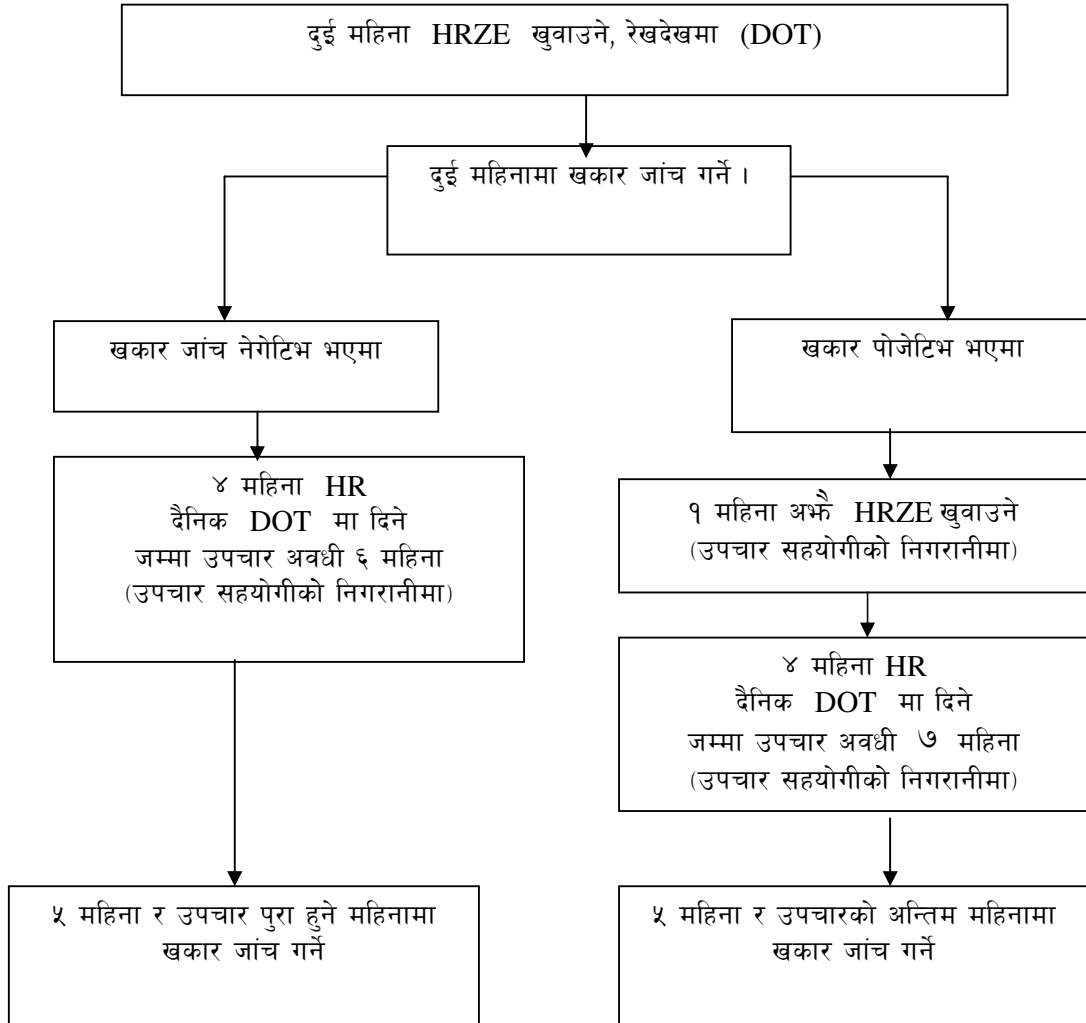 दुई महिना HRZE खुवाउने, रेखदेखमा (DOT)
दुई महिनामा खकार जांच गर्ने ।
खकार जांच नेगेटिभ भएमा
खकार पोजेटिभ भएमा
४ महिना HR
दैनिक DOT मा दिने
जम्मा उपचार अवधी ६ महिना
(उपचार सहयोगीको निगरानीमा)
१ महिना अझै HRZE खुवाउने
(उपचार सहयोगीको निगरानीमा)
४ महिना HR
दैनिक DOT मा दिने
जम्मा उपचार अवधी ७ महिना
(उपचार सहयोगीको निगरानीमा)
५ महिना र उपचार पुरा हुने महिनामा
खकार जांच गर्ने
५ महिना र उपचारको अन्तिम महिनामा
खकार जांच गर्ने